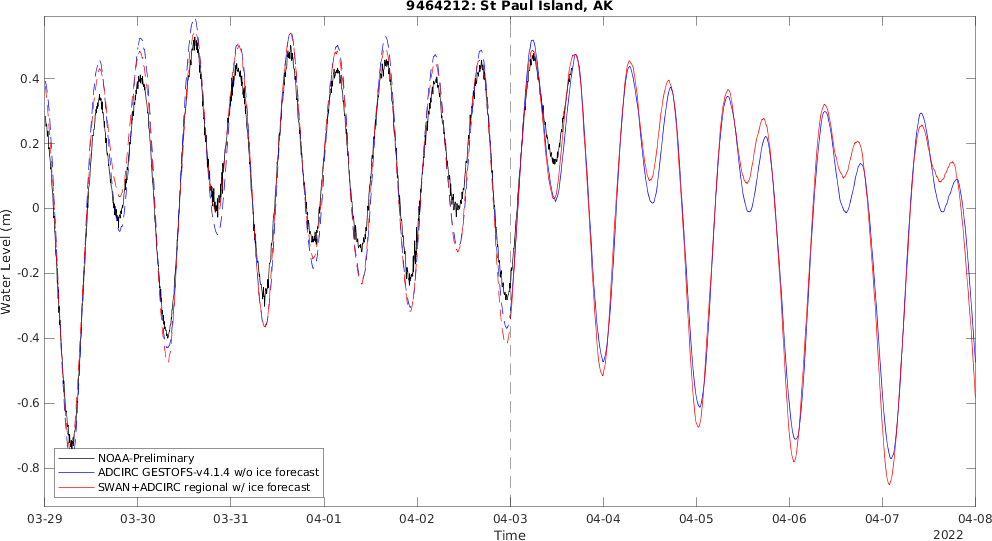 9464212: St Paul Island, AK
Water Level (m)
0.4
0.2
0
-0.2
-0.4
-0.6
-0.8
NOAA-Preliminary
ADCIRC GESTOFS-v4.1.4 w/o ice forecast
SWAN+ADCIRC regional w/ ice forecast
03-29 03-30 03-31 04-01 04-02 04-03 04-04 04-05 04-06 04-07 04-08
Time
2022